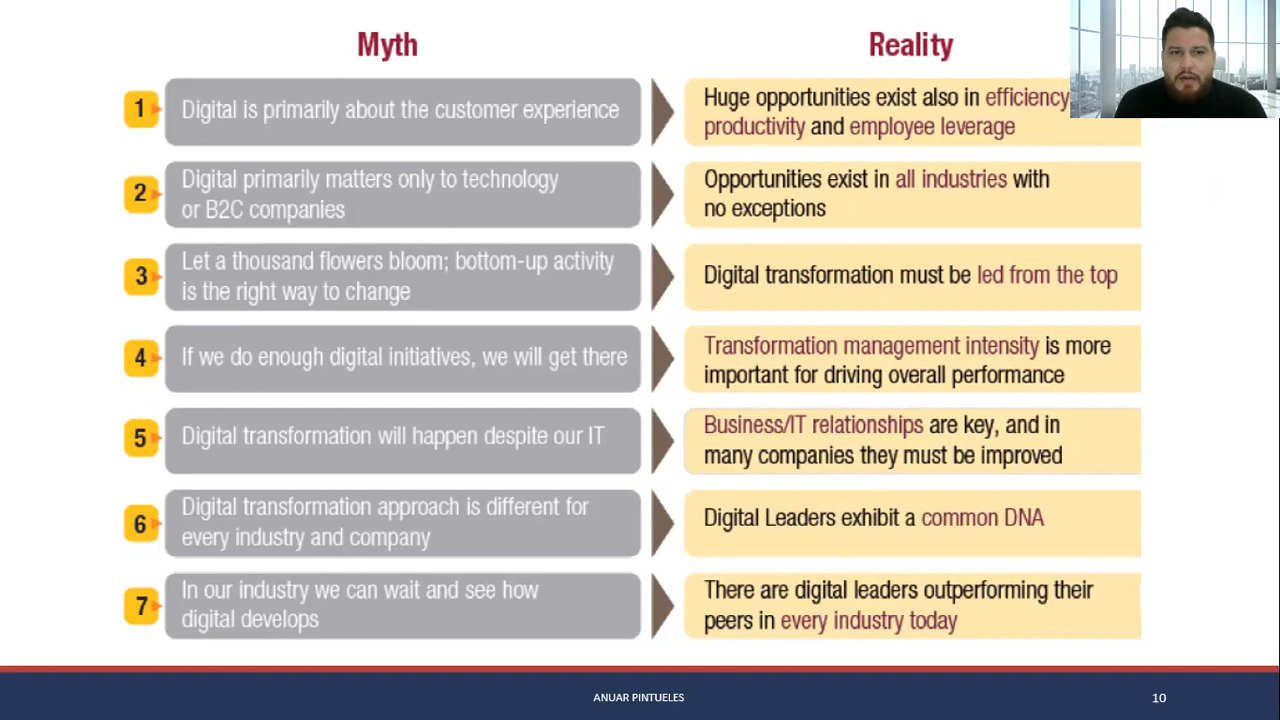 Myth
Reality
1
Digital is primarily about the customer experience
Huge opportunities exist also in efficiency
productivity and employee leverage
2
Digital primarily matters only to technology
or B2C companies
Opportunities exist in all industries with
no exceptions
3
Let a thousand flowers bloom; bottom-up activity
is the right way to change
Digital transformation must be led from the top
4
If we do enough digital initiatives, we will get there
Transformation management intensity is more
important for driving overall performance
5
Digital transformation will happen despite our IT
Business/IT relationships are key, and in
many companies they must be improved
6
Digital transformation approach is different for
every industry and company
Digital Leaders exhibit a common DNA
7
In our industry we can wait and see how
digital develops
There are digital leaders outperforming their
peers in every industry today
ANUAR PINTUELES
10